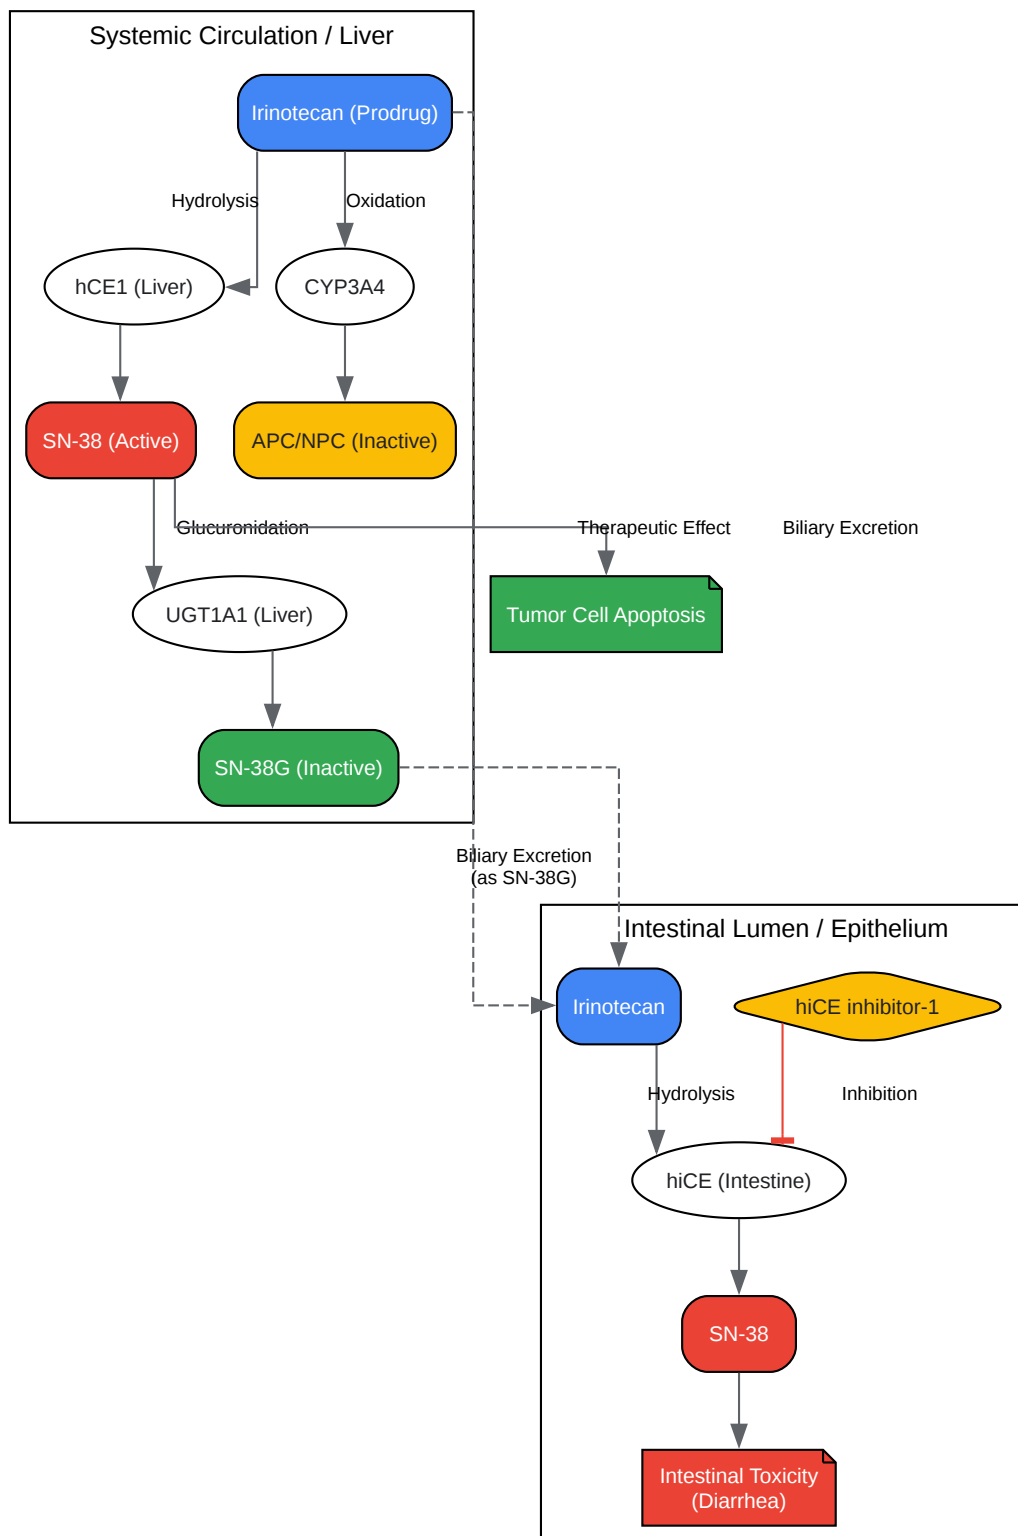 Systemic Circulation / Liver
Irinotecan (Prodrug)
Hydrolysis
Oxidation
hCE1 (Liver)
CYP3A4
SN-38 (Active)
APC/NPC (Inactive)
Glucuronidation
Therapeutic Effect
Biliary Excretion
UGT1A1 (Liver)
Tumor Cell Apoptosis
SN-38G (Inactive)
Biliary Excretion
(as SN-38G)
Intestinal Lumen / Epithelium
Irinotecan
hiCE inhibitor-1
Hydrolysis
Inhibition
hiCE (Intestine)
SN-38
Intestinal Toxicity
(Diarrhea)